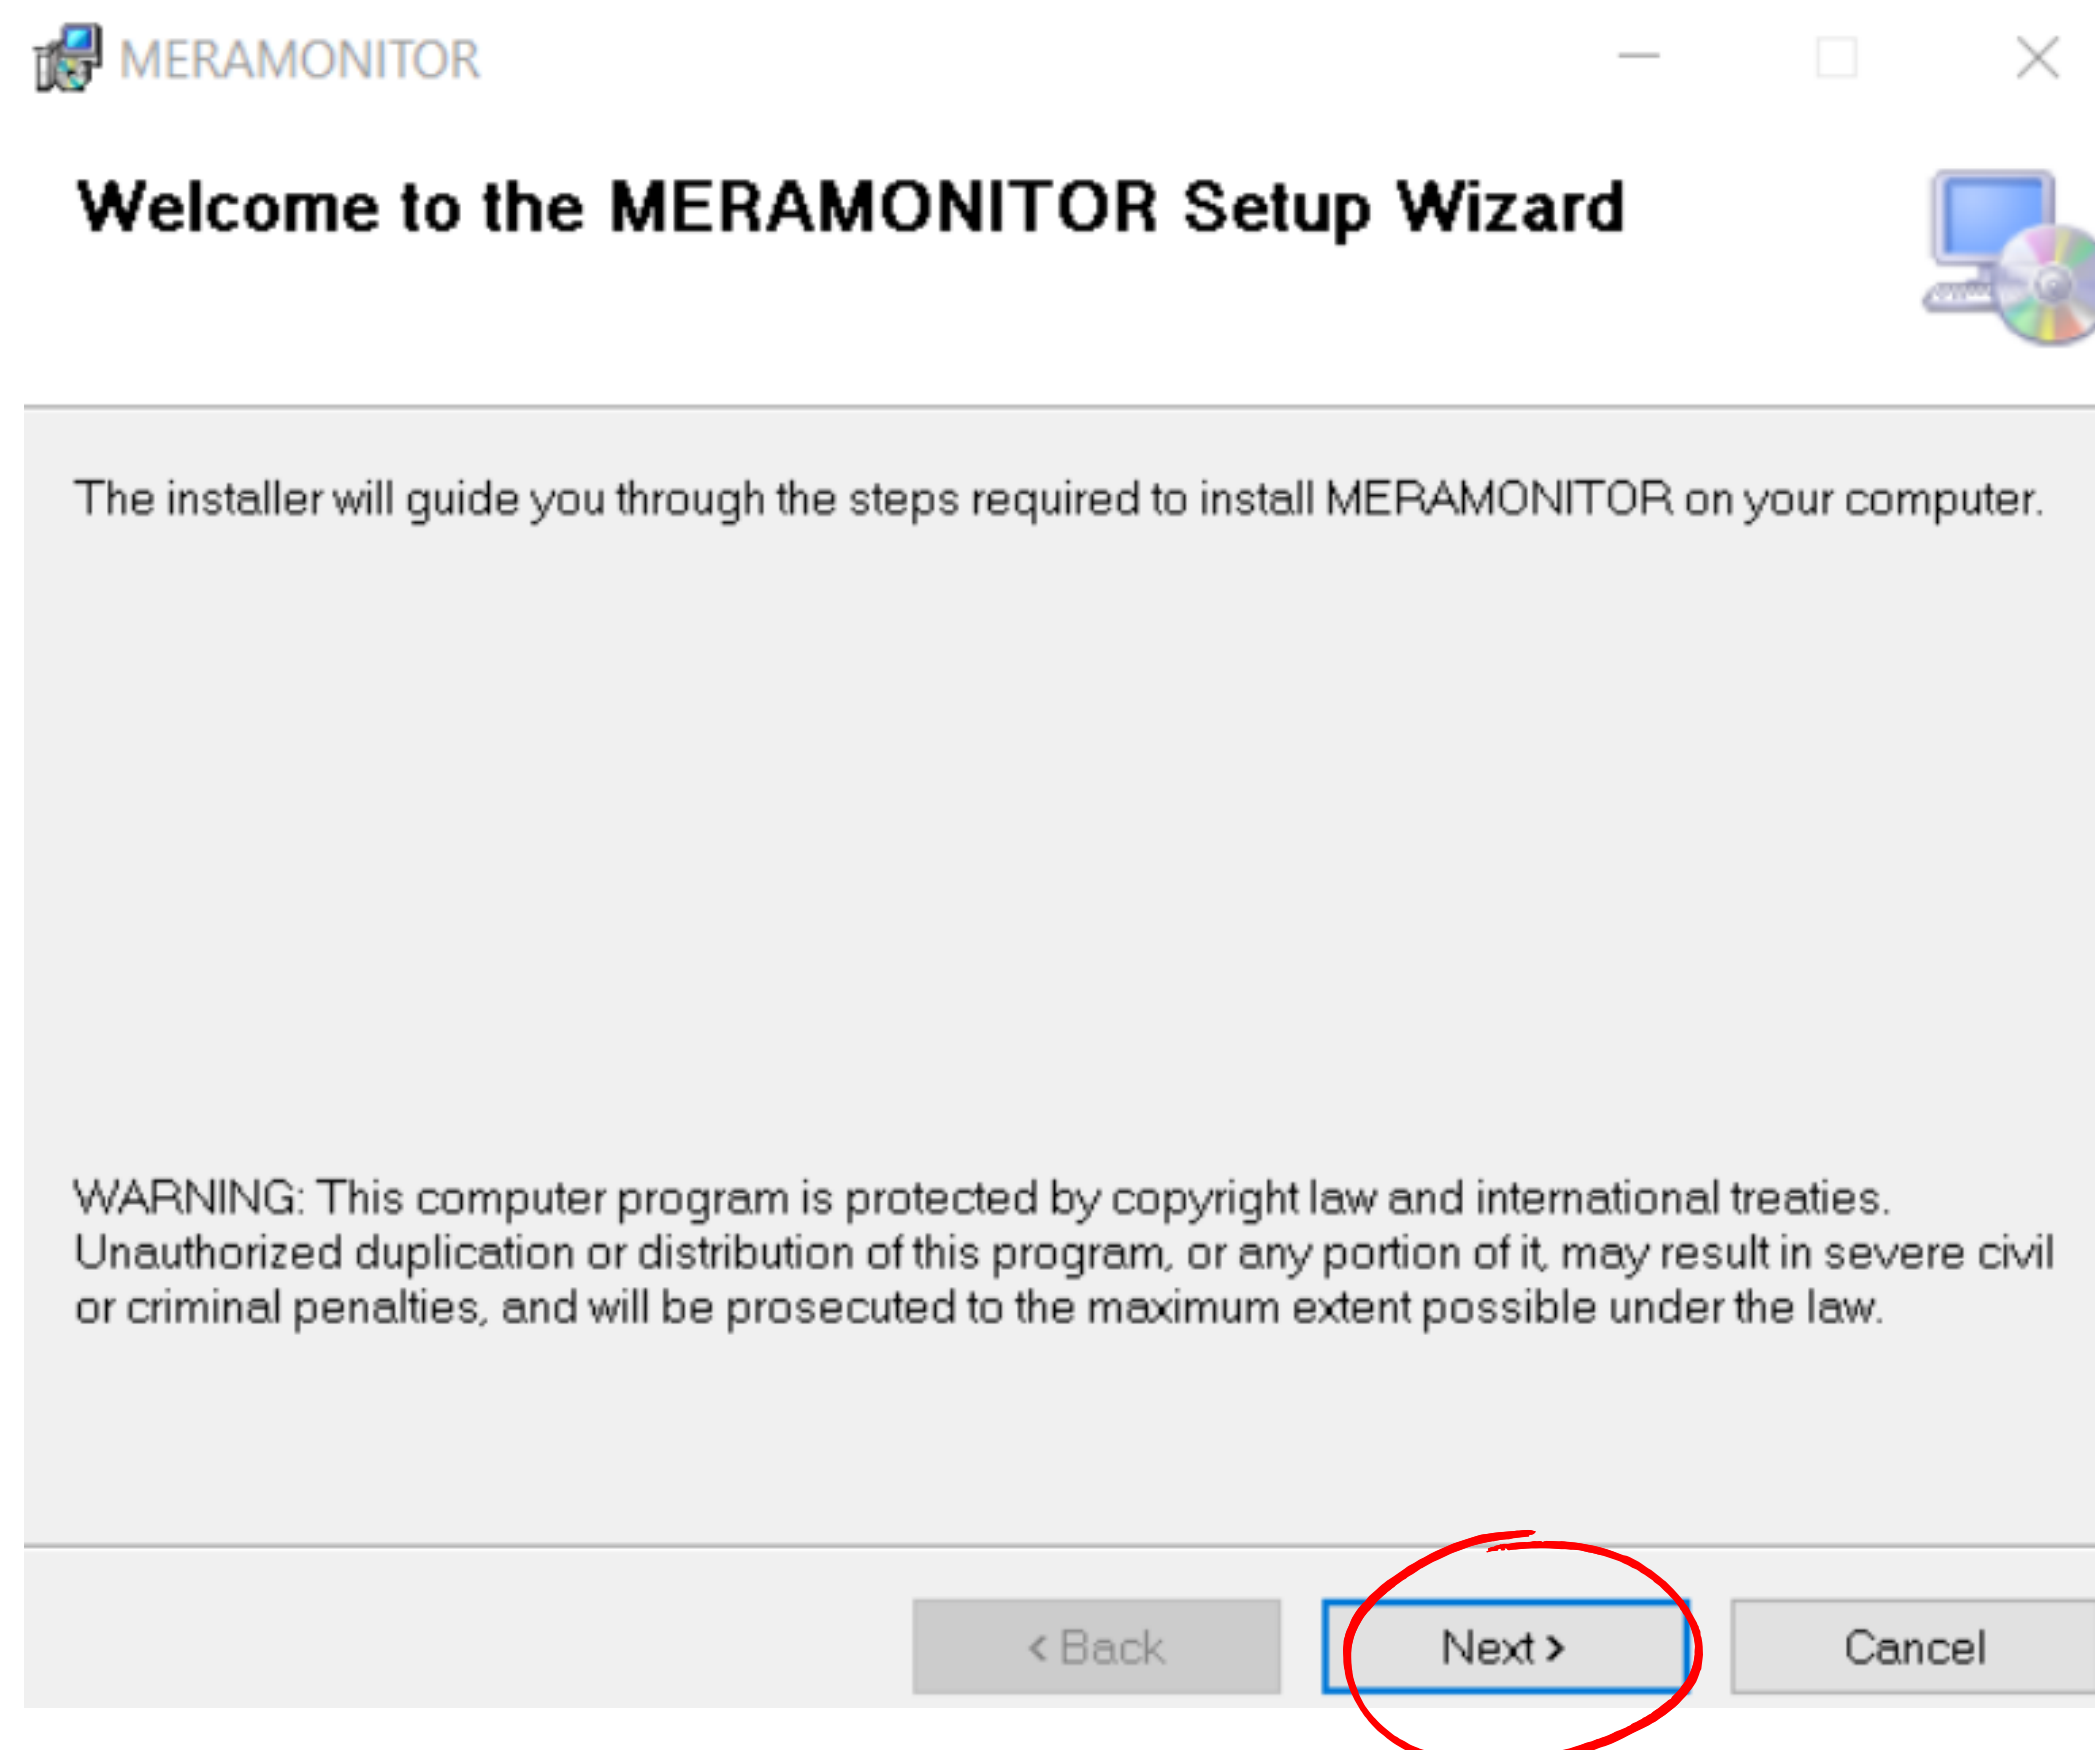 MERAMONITOR
Welcome to the MERAMONITOR Setup Wizard
The installer will guide you through the steps required to install MERAMONITOR on your computer.
WARNING: This computer program is protected by copyright law and international treaties.
Unauthorized duplication or distribution of this program, or any portion of it, may result in severe civil
or criminal penalties, and will be prosecuted to the maximum extent possible under the law.
< Back Next > Cancel